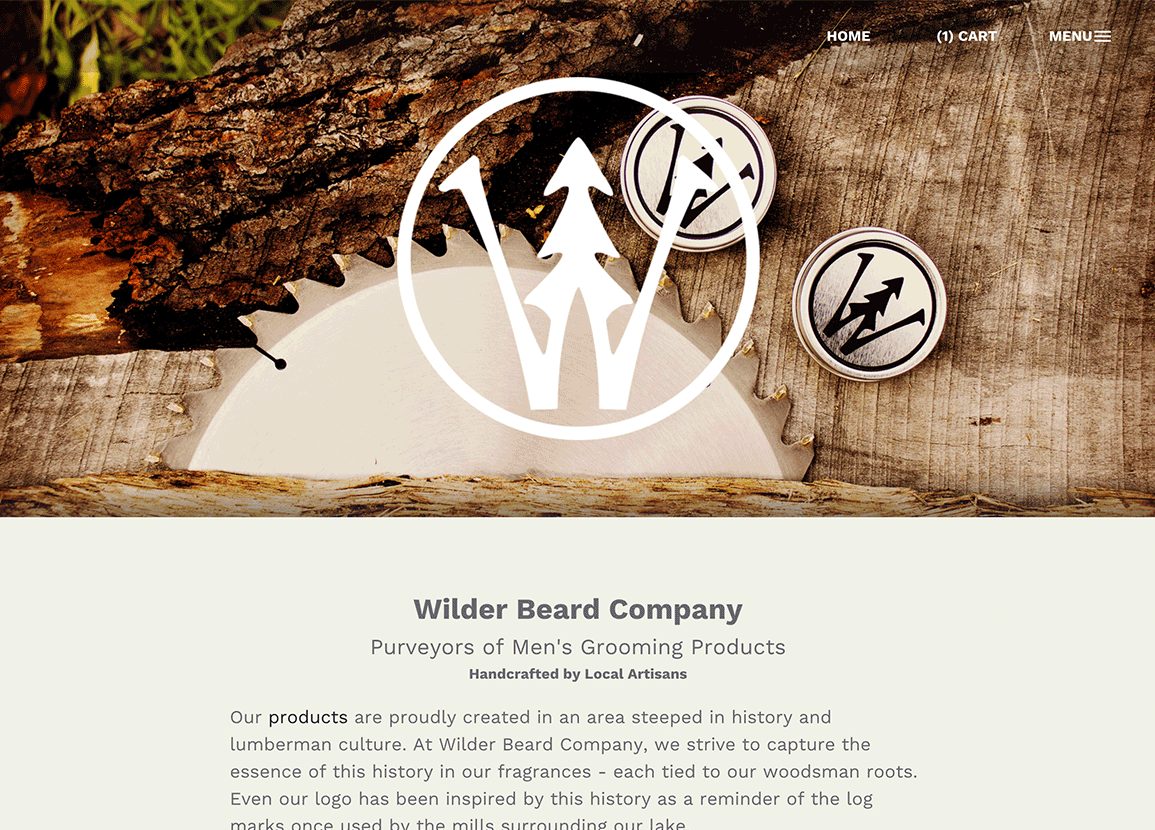 HOME (1) CART MENU
Wilder Beard Company
Purveyors of Men's Grooming Products
Handcrafted by Local Artisans
Our products are proudly created in an area steeped in history and
lumberman culture. At Wilder Beard Company, we strive to capture the
essence of this history in our fragrances - each tied to our woodsman roots.
Even our logo has been inspired by this history as a reminder of the log
marks once used by the mills surrounding our lake.